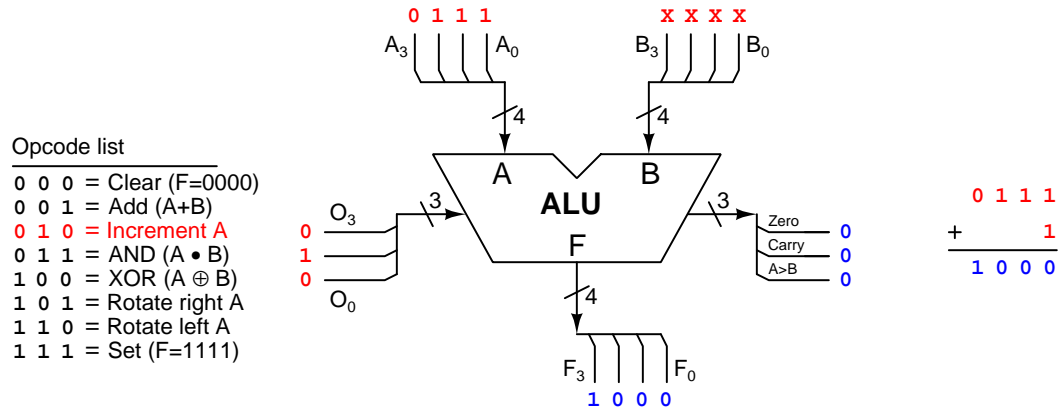 0 1 1 1
X X X X
A3 A0
B3 B0
4
4
Opcode list
0 0 0 = Clear (F=0000)
0 0 1 = Add (A+B)
0 1 0 = Increment A
0 1 1 = AND (A • B)
1 0 0 = XOR (A ⊕ B)
1 0 1 = Rotate right A
1 1 0 = Rotate left A
1 1 1 = Set (F=1111)
O3
0
1
0
O0
3
A
B
ALU
F
3
Zero 0
Carry 0
A>B 0
4
F3 F0
1 0 0 0
0 1 1 1
+ 1
1 0 0 0